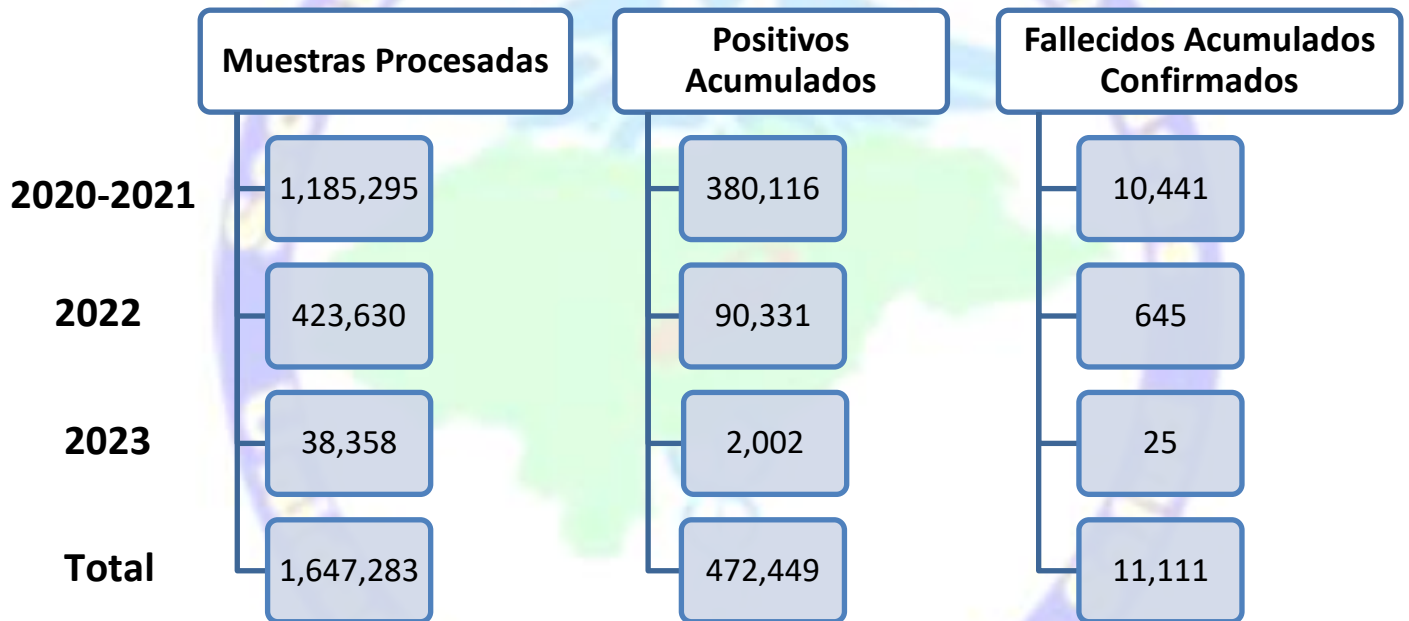 Muestras Procesadas
Positivos
Acumulados
Fallecidos Acumulados
Confirmados
2020-2021
1,185,295
380,116
10,441
2022
423,630
90,331
645
2023
38,358
2,002
25
Total
1,647,283
472,449
11,111